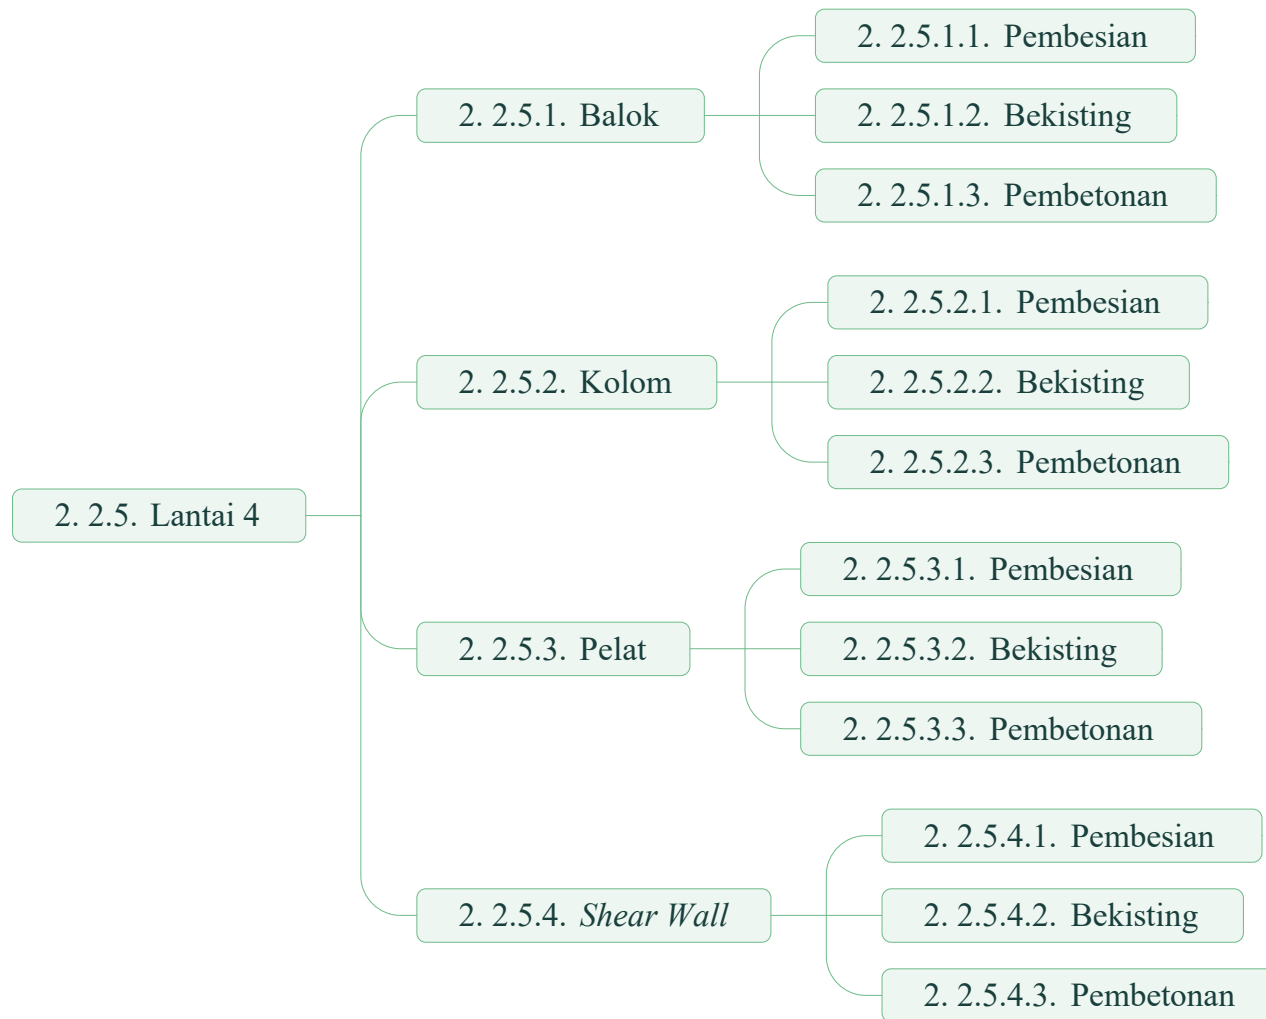 2. 2.5. Lantai 4
2. 2.5.1. Balok
2. 2.5.1.1. Pembesian
2. 2.5.1.2. Bekisting
2. 2.5.1.3. Pembetonan
2. 2.5.2. Kolom
2. 2.5.2.1. Pembesian
2. 2.5.2.2. Bekisting
2. 2.5.2.3. Pembetonan
2. 2.5.3. Pelat
2. 2.5.3.1. Pembesian
2. 2.5.3.2. Bekisting
2. 2.5.3.3. Pembetonan
2. 2.5.4. Shear Wall
2. 2.5.4.1. Pembesian
2. 2.5.4.2. Bekisting
2. 2.5.4.3. Pembetonan